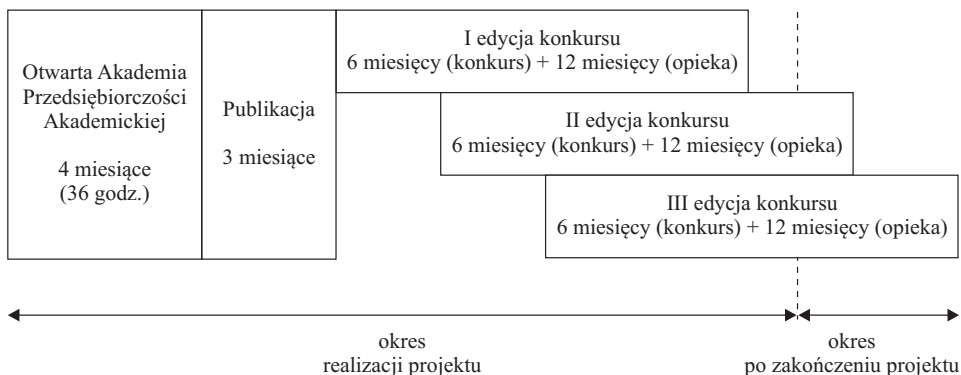 Otwarta Akademia
Przedsiębiorczości
Akademickiej
4 miesiące
(36 godz.)
Publikacja
3 miesiące
I edycja konkursu
6 miesięcy (konkurs) + 12 miesięcy (opieka)
II edycja konkursu
6 miesięcy (konkurs) + 12 miesięcy (opieka)
III edycja konkursu
6 miesięcy (konkurs) + 12 miesięcy (opieka)
okres
realizacji projektu
okres
po zakończeniu projektu